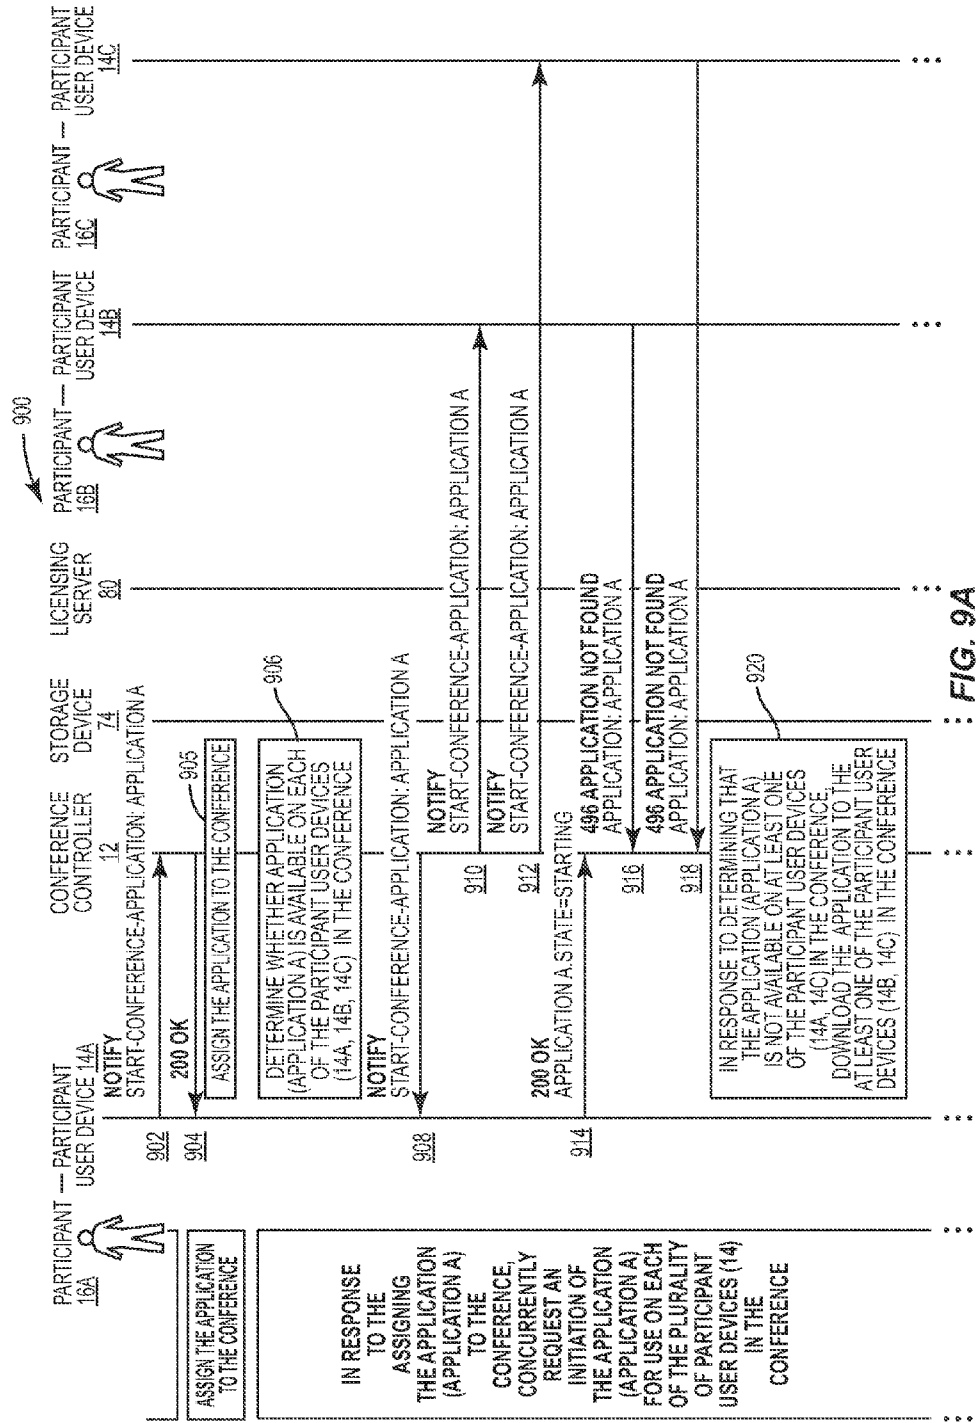 900
PARTICIPANT — PARTICIPANT
16A
USER DEVICE 14A
CONFERENCE
CONTROLLER
12
STORAGE
DEVICE
74
LICENSING
SERVER
80
PARTICIPANT — PARTICIPANT
16B
USER DEVICE
14B
PARTICIPANT — PARTICIPANT
16C
USER DEVICE
14C
NOTIFY
START-CONFERENCE-APPLICATION: APPLICATION A
902
200 OK
904
ASSIGN THE APPLICATION
TO THE CONFERENCE
ASSIGN THE APPLICATION TO THE CONFERENCE
905
DETERMINE WHETHER APPLICATION
(APPLICATION A) IS AVAILABLE ON EACH
OF THE PARTICIPANT USER DEVICES
(14A, 14B, 14C) IN THE CONFERENCE
906
IN RESPONSE
TO THE
ASSIGNING
THE APPLICATION
(APPLICATION A)
TO THE
CONFERENCE,
CONCURRENTLY
REQUEST AN
INITIATION OF
THE APPLICATION
(APPLICATION A)
FOR USE ON EACH
OF THE PLURALITY
OF PARTICIPANT
USER DEVICES (14)
IN THE
CONFERENCE
NOTIFY
START-CONFERENCE-APPLICATION: APPLICATION A
908
NOTIFY
START-CONFERENCE-APPLICATION: APPLICATION A
910
NOTIFY
START-CONFERENCE-APPLICATION: APPLICATION A
912
200 OK
APPLICATION A.STATE=STARTING
914
496 APPLICATION NOT FOUND
APPLICATION: APPLICATION A
916
496 APPLICATION NOT FOUND
APPLICATION: APPLICATION A
918
IN RESPONSE TO DETERMINING THAT
THE APPLICATION (APPLICATION A)
IS NOT AVAILABLE ON AT LEAST ONE
OF THE PARTICIPANT USER DEVICES
(14A, 14C) IN THE CONFERENCE,
DOWNLOAD THE APPLICATION TO THE
AT LEAST ONE OF THE PARTICIPANT USER
DEVICES (14B, 14C) IN THE CONFERENCE
920
FIG. 9A